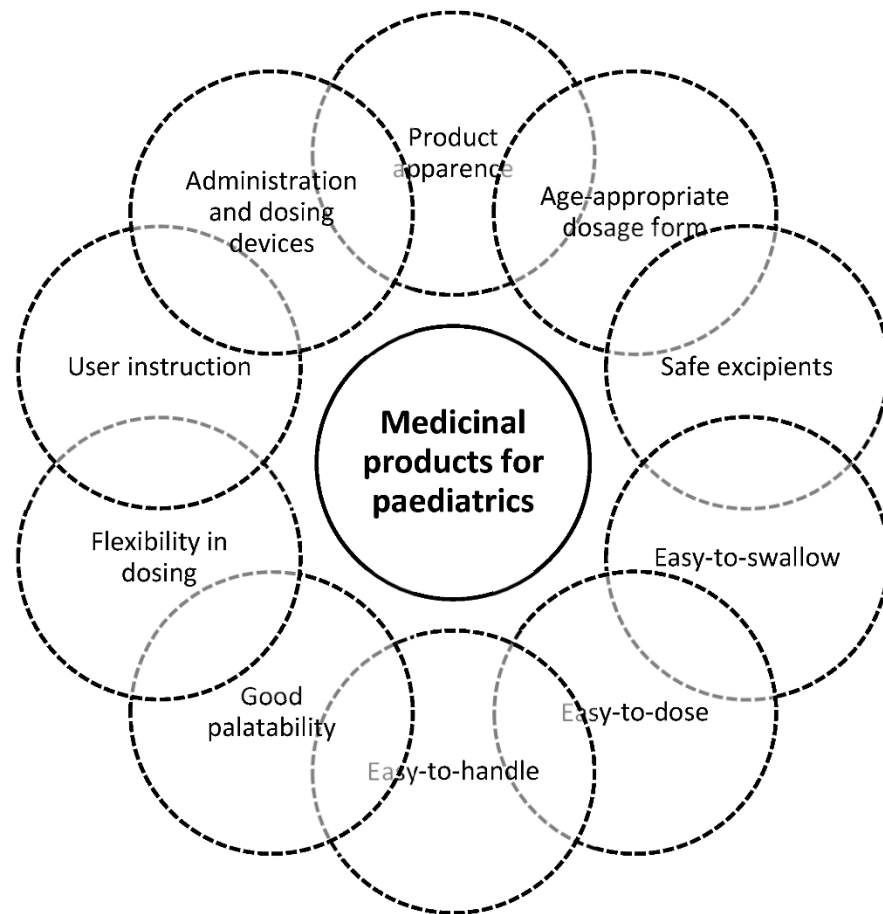 Product
apparence
Age-appropriate
dosage form
Safe excipients
Easy-to-swallow
Easy-to-dose
Easy-to-handle
Good
palatability
Flexibility in
dosing
User instruction
Administration
and dosing
devices
Medicinal
products for
paediatrics